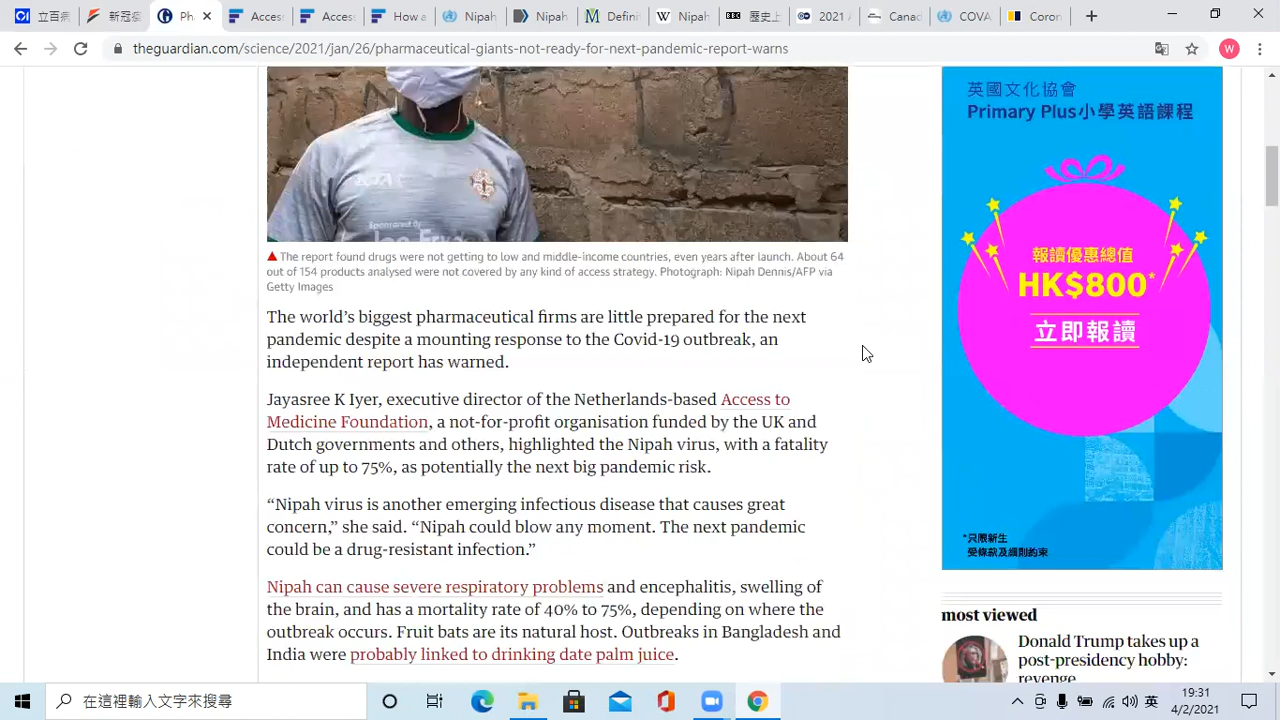 立百
新冠
Ph
Access
Access
How a
Nipah
Nipah
Defini
Nipah
BBC 歷史上
2021 A
Canad
COVA
Coron
theguardian.com/science/2021/jan/26/pharmaceutical-giants-not-ready-for-next-pandemic-report-warns
W
The report found drugs are not getting to low and middle-income countries, even years after launch. About 64
out of 154 products analysed were not covered by any kind of access strategy. Photograph: Nipah Dennis/AFP via
Getty Images
The world's biggest pharmaceutical firms are little prepared for the next
pandemic despite a mounting response to the Covid-19 outbreak, an
independent report has warned.
Jayasree K Iyer, executive director of the Netherlands-based Access to
Medicine Foundation, a not-for-profit organisation funded by the UK and
Dutch governments and others, highlighted the Nipah virus, with a fatality
rate of up to 75%, as potentially the next big pandemic risk.
“Nipah virus is another emerging infectious disease that causes great
concern,” she said. “Nipah could blow any moment. The next pandemic
could be a drug-resistant infection.”
Nipah can cause severe respiratory problems and encephalitis, swelling of
the brain, and has a mortality rate of 40% to 75%, depending on where the
outbreak occurs. Fruit bats are its natural host. Outbreaks in Bangladesh and
India were probably linked to drinking date palm juice.
英國文化協會
Primary Plus小學英語課程
報讀優惠總值
HK$800*
立即報讀
*只限新生
受條款及細則約束
most viewed
Donald Trump takes up a
post-presidency hobby:
revenge
在這裡輸入文字來搜尋
英
19:31
4/2/2021